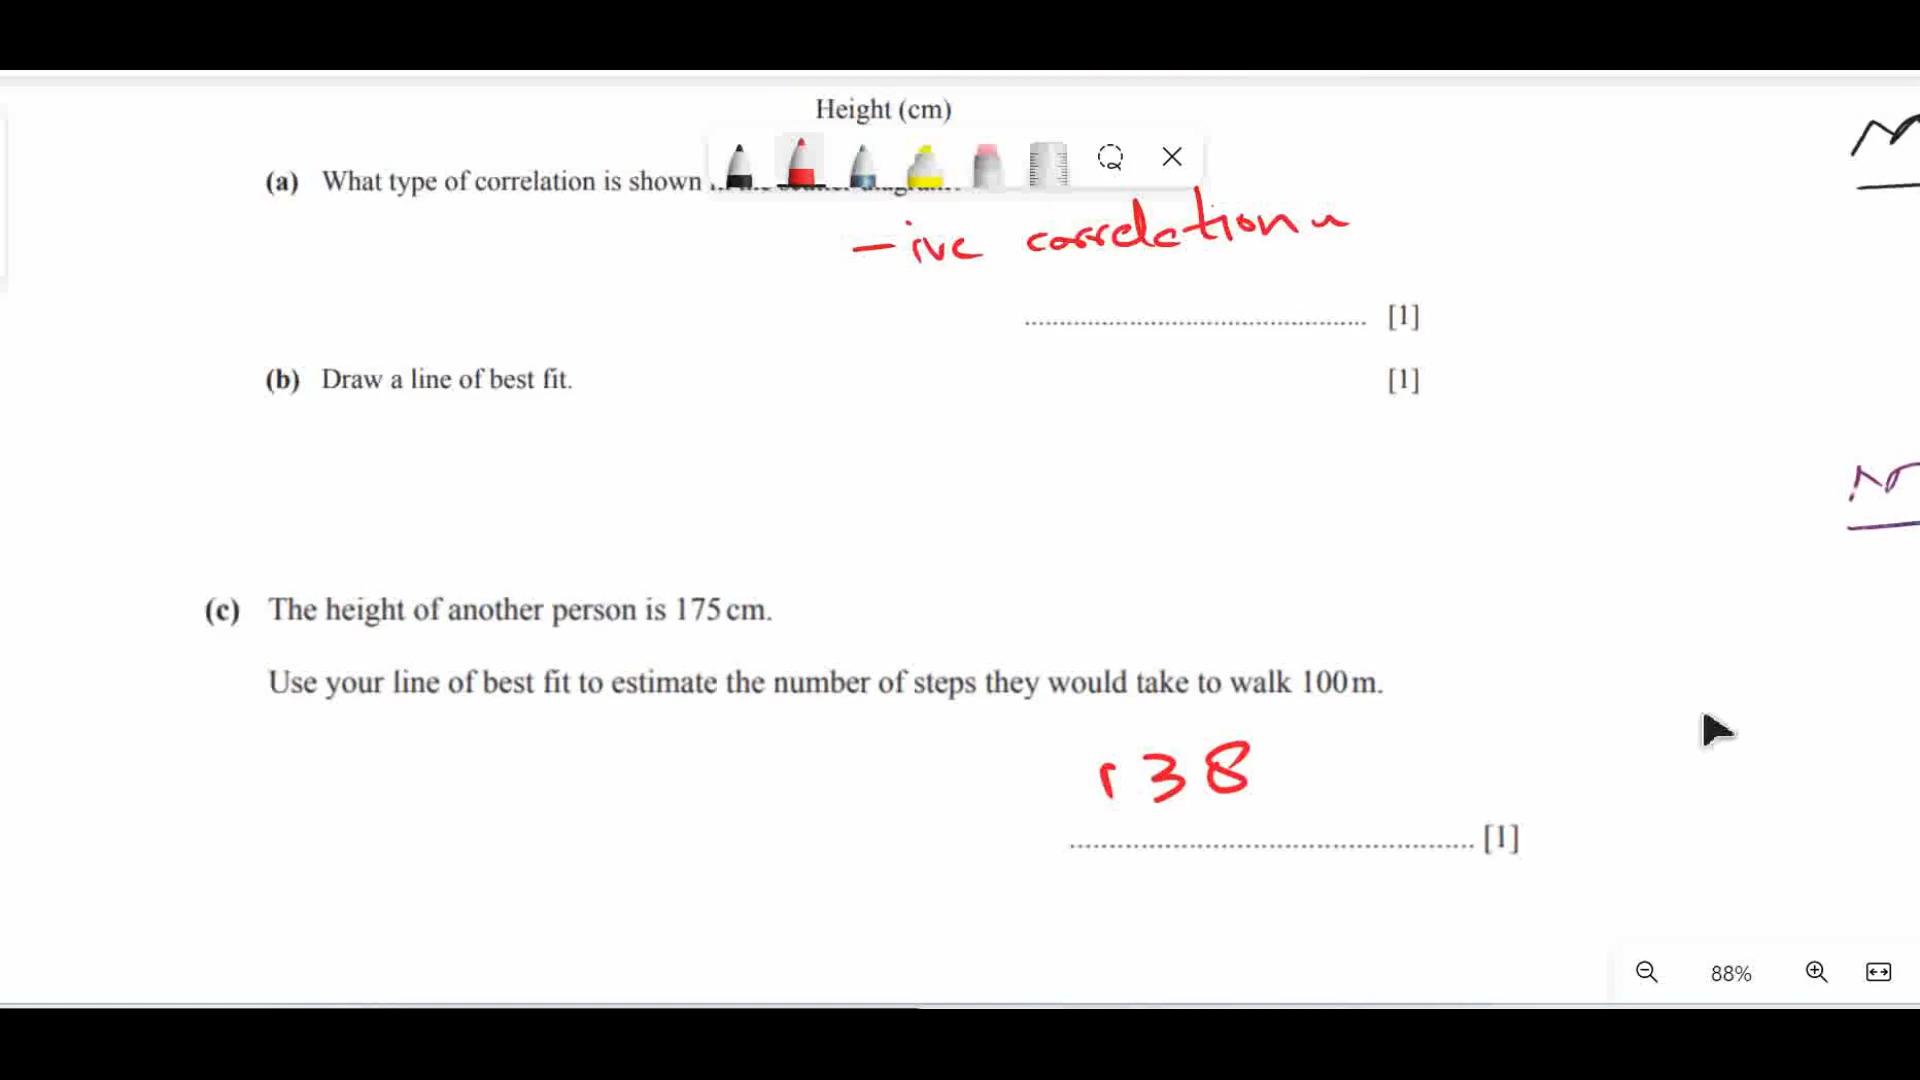 Height (cm)
(a) What type of correlation is shown
-ive correlation
[1]
(b) Draw a line of best fit. [1]
(c) The height of another person is 175 cm.
Use your line of best fit to estimate the number of steps they would take to walk 100 m.
138
[1]
88%